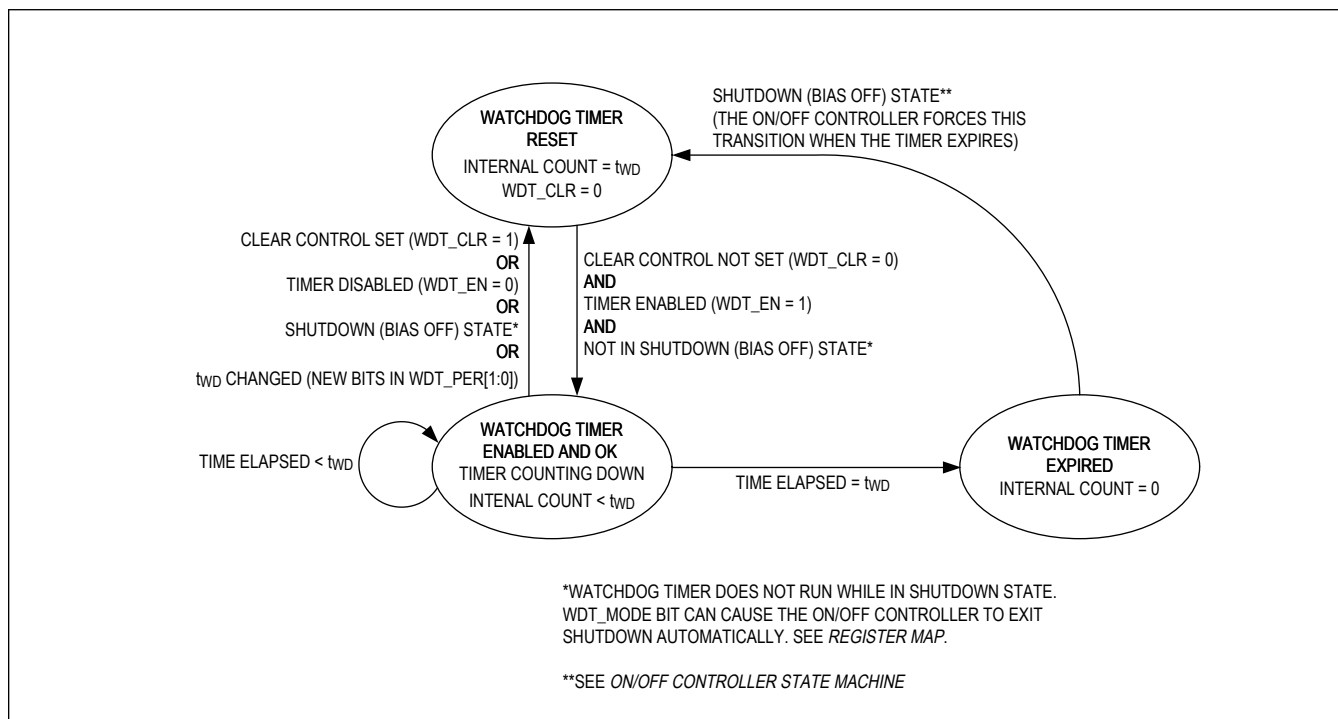 SHUTDOWN (BIAS OFF) STATE**
(THE ON/OFF CONTROLLER FORCES THIS
TRANSITION WHEN THE TIMER EXPIRES)
WATCHDOG TIMER
RESET
INTERNAL COUNT = tWD
WDT_CLR = 0
CLEAR CONTROL SET (WDT_CLR = 1)
OR
TIMER DISABLED (WDT_EN = 0)
OR
SHUTDOWN (BIAS OFF) STATE*
OR
tWD CHANGED (NEW BITS IN WDT_PER[1:0])
CLEAR CONTROL NOT SET (WDT_CLR = 0)
AND
TIMER ENABLED (WDT_EN = 1)
AND
NOT IN SHUTDOWN (BIAS OFF) STATE*
TIME ELAPSED < tWD
WATCHDOG TIMER
ENABLED AND OK
TIMER COUNTING DOWN
INTENAL COUNT < tWD
TIME ELAPSED = tWD
WATCHDOG TIMER
EXPIRED
INTERNAL COUNT = 0
*WATCHDOG TIMER DOES NOT RUN WHILE IN SHUTDOWN STATE.
WDT_MODE BIT CAN CAUSE THE ON/OFF CONTROLLER TO EXIT
SHUTDOWN AUTOMATICALLY. SEE REGISTER MAP.
**SEE ON/OFF CONTROLLER STATE MACHINE